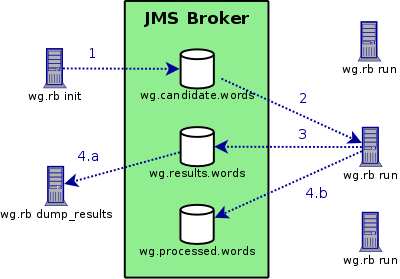 JMS Broker
1
wg.rb init
wg.candidate.words
wg.rb run
2
3
4.a
wg.results.words
wg.rb run
wg.rb dump_results
4.b
wg.processed.words
wg.rb run